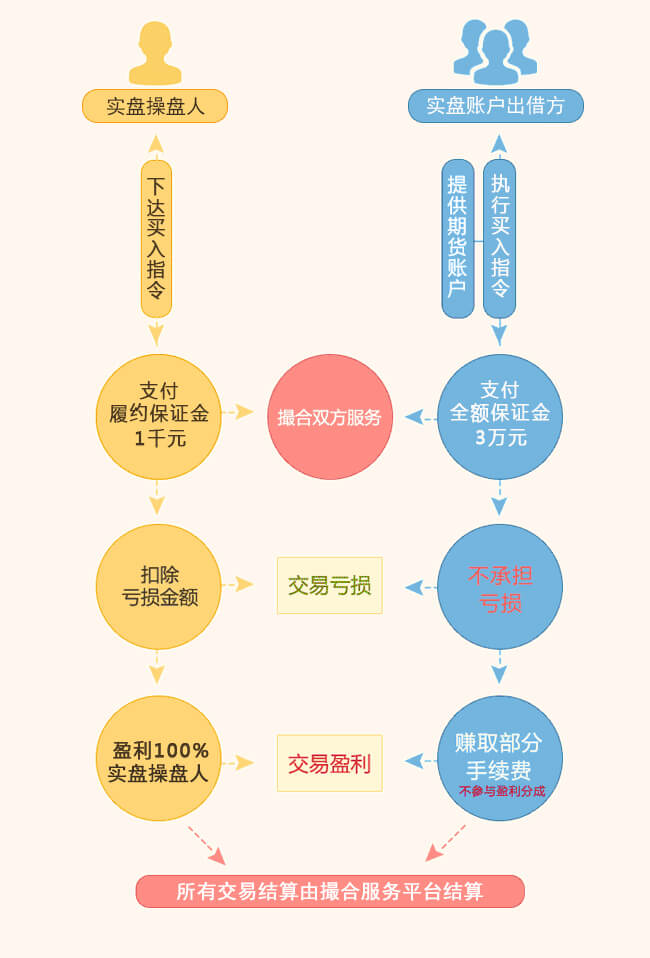 实盘操盘人
实盘账户出借方
下达买入指令
提供期货账户
执行买入指令
支付
履约保证金
1千元
撮合双方服务
支付
全额保证金
3万元
扣除
亏损金额
交易亏损
不承担
亏损
盈利100%
实盘操盘人
交易盈利
赚取部分
手续费
不参与盈利分成
所有交易结算由撮合服务平台结算